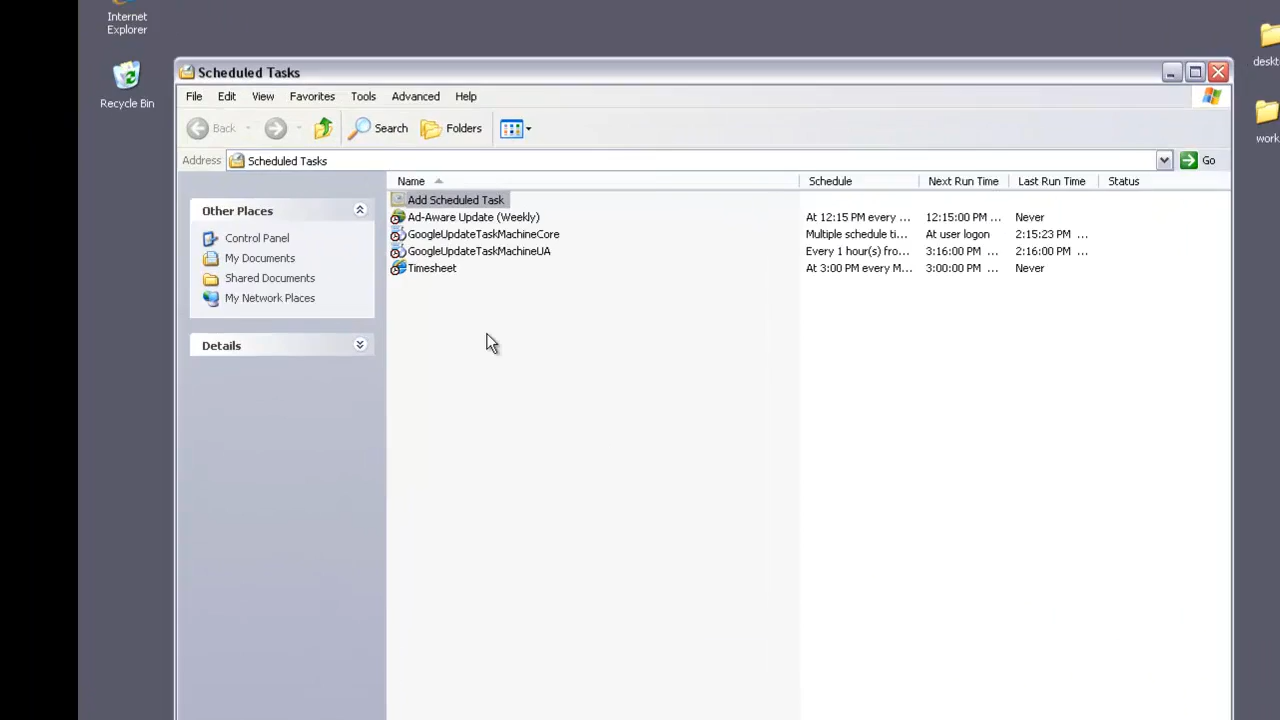 Internet
Explorer
Recycle Bin
deskt
work
Scheduled Tasks
File Edit View Favorites Tools Advanced Help
Back Search Folders
Address Scheduled Tasks Go
Name Schedule Next Run Time Last Run Time Status
Other Places
Control Panel
My Documents
Shared Documents
My Network Places
Details
Add Scheduled Task
Ad-Aware Update (Weekly) At 12:15 PM every ... 12:15:00 PM ... Never
GoogleUpdateTaskMachineCore Multiple schedule ti... At user logon 2:15:23 PM ...
GoogleUpdateTaskMachineUA Every 1 hour(s) fro... 3:16:00 PM ... 2:16:00 PM ...
Timesheet At 3:00 PM every M... 3:00:00 PM ... Never